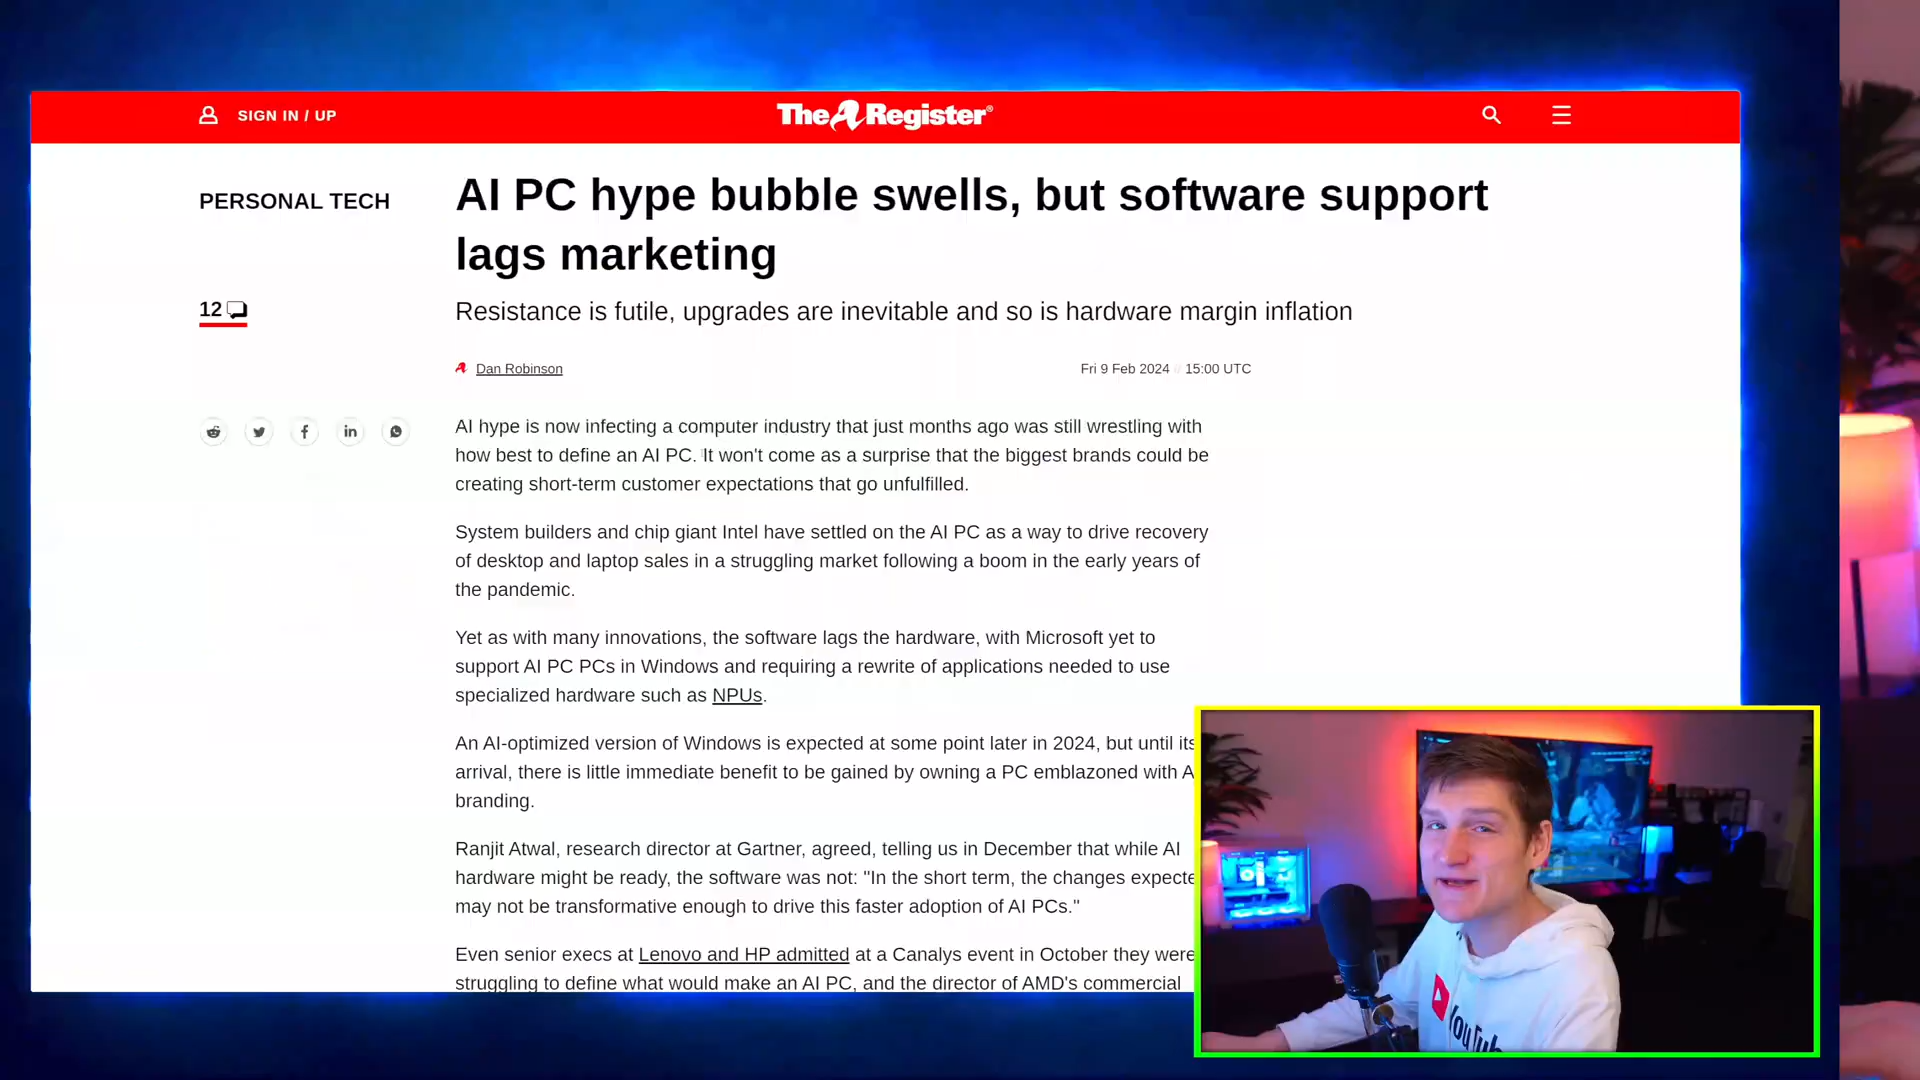 SIGN IN / UP
The Register®
PERSONAL TECH
AI PC hype bubble swells, but software support
lags marketing
12
Resistance is futile, upgrades are inevitable and so is hardware margin inflation
Dan Robinson
Fri 9 Feb 2024 // 15:00 UTC
AI hype is now infecting a computer industry that just months ago was still wrestling with
how best to define an AI PC. It won't come as a surprise that the biggest brands could be
creating short-term customer expectations that go unfulfilled.
System builders and chip giant Intel have settled on the AI PC as a way to drive recovery
of desktop and laptop sales in a struggling market following a boom in the early years of
the pandemic.
Yet as with many innovations, the software lags the hardware, with Microsoft yet to
support AI PC PCs in Windows and requiring a rewrite of applications needed to use
specialized hardware such as NPUs.
An AI-optimized version of Windows is expected at some point later in 2024, but until its
arrival, there is little immediate benefit to be gained by owning a PC emblazoned with A
branding.
Ranjit Atwal, research director at Gartner, agreed, telling us in December that while AI
hardware might be ready, the software was not: "In the short term, the changes expecte
may not be transformative enough to drive this faster adoption of AI PCs."
Even senior execs at Lenovo and HP admitted at a Canalys event in October they were
struggling to define what would make an AI PC, and the director of AMD's commercial
YouTub